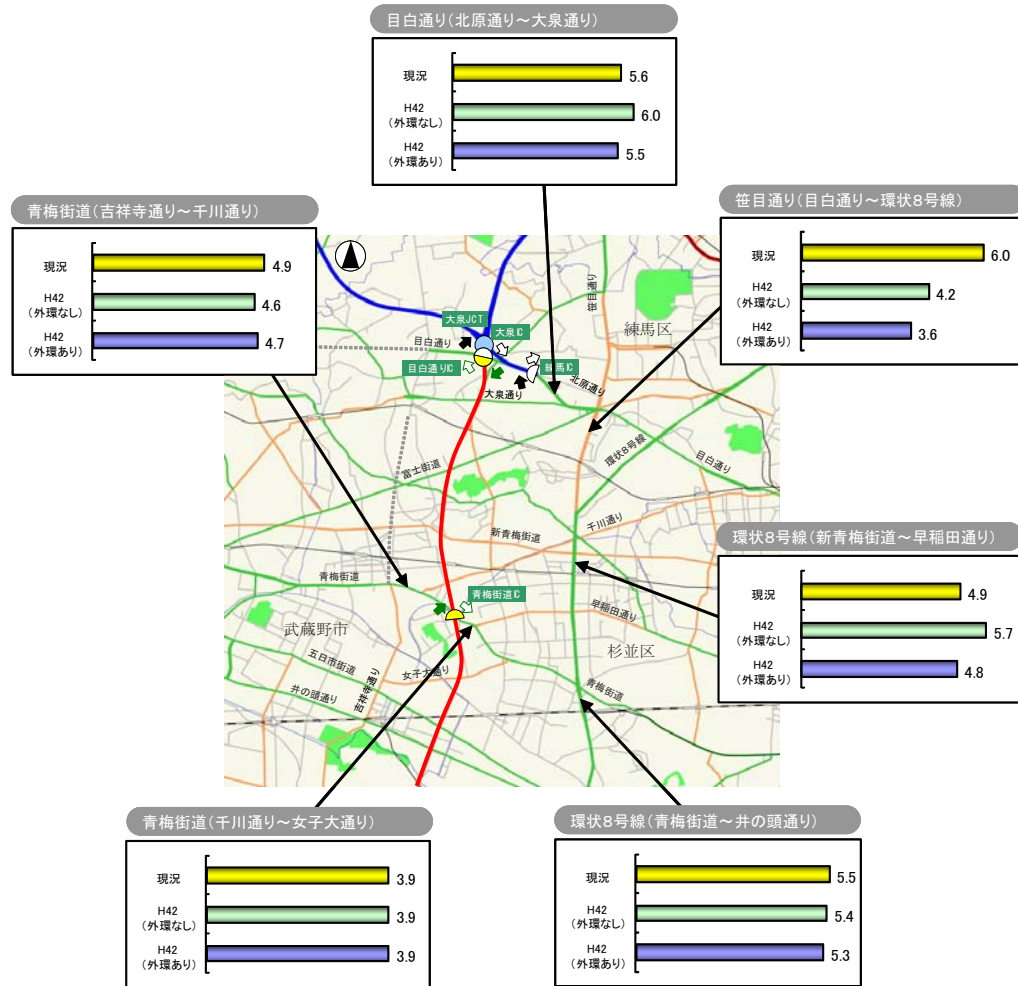 目白通り(北原通り～大泉通り)
現況
5.6
H42
(外環なし)
6.0
H42
(外環あり)
5.5
青梅街道(吉祥寺通り～千川通り)
現況
4.9
H42
(外環なし)
4.6
H42
(外環あり)
4.7
笹目通り(目白通り～環状8号線)
現況
6.0
H42
(外環なし)
4.2
H42
(外環あり)
3.6
大泉JCT
大泉IC
目白通り
目白通りIC
練馬IC
大泉通り
北原通り
笹目通り
練馬区
環状8号線
目白通り
富士街道
千川通り
新青梅街道
青梅街道
青梅街道IC
早稲田通り
武蔵野市
杉並区
五日市街道
女子大通り
青梅街道
井の頭通り
吉祥寺通り
環状8号線(新青梅街道～早稲田通り)
現況
4.9
H42
(外環なし)
5.7
H42
(外環あり)
4.8
青梅街道(千川通り～女子大通り)
現況
3.9
H42
(外環なし)
3.9
H42
(外環あり)
3.9
環状8号線(青梅街道～井の頭通り)
現況
5.5
H42
(外環なし)
5.4
H42
(外環あり)
5.3